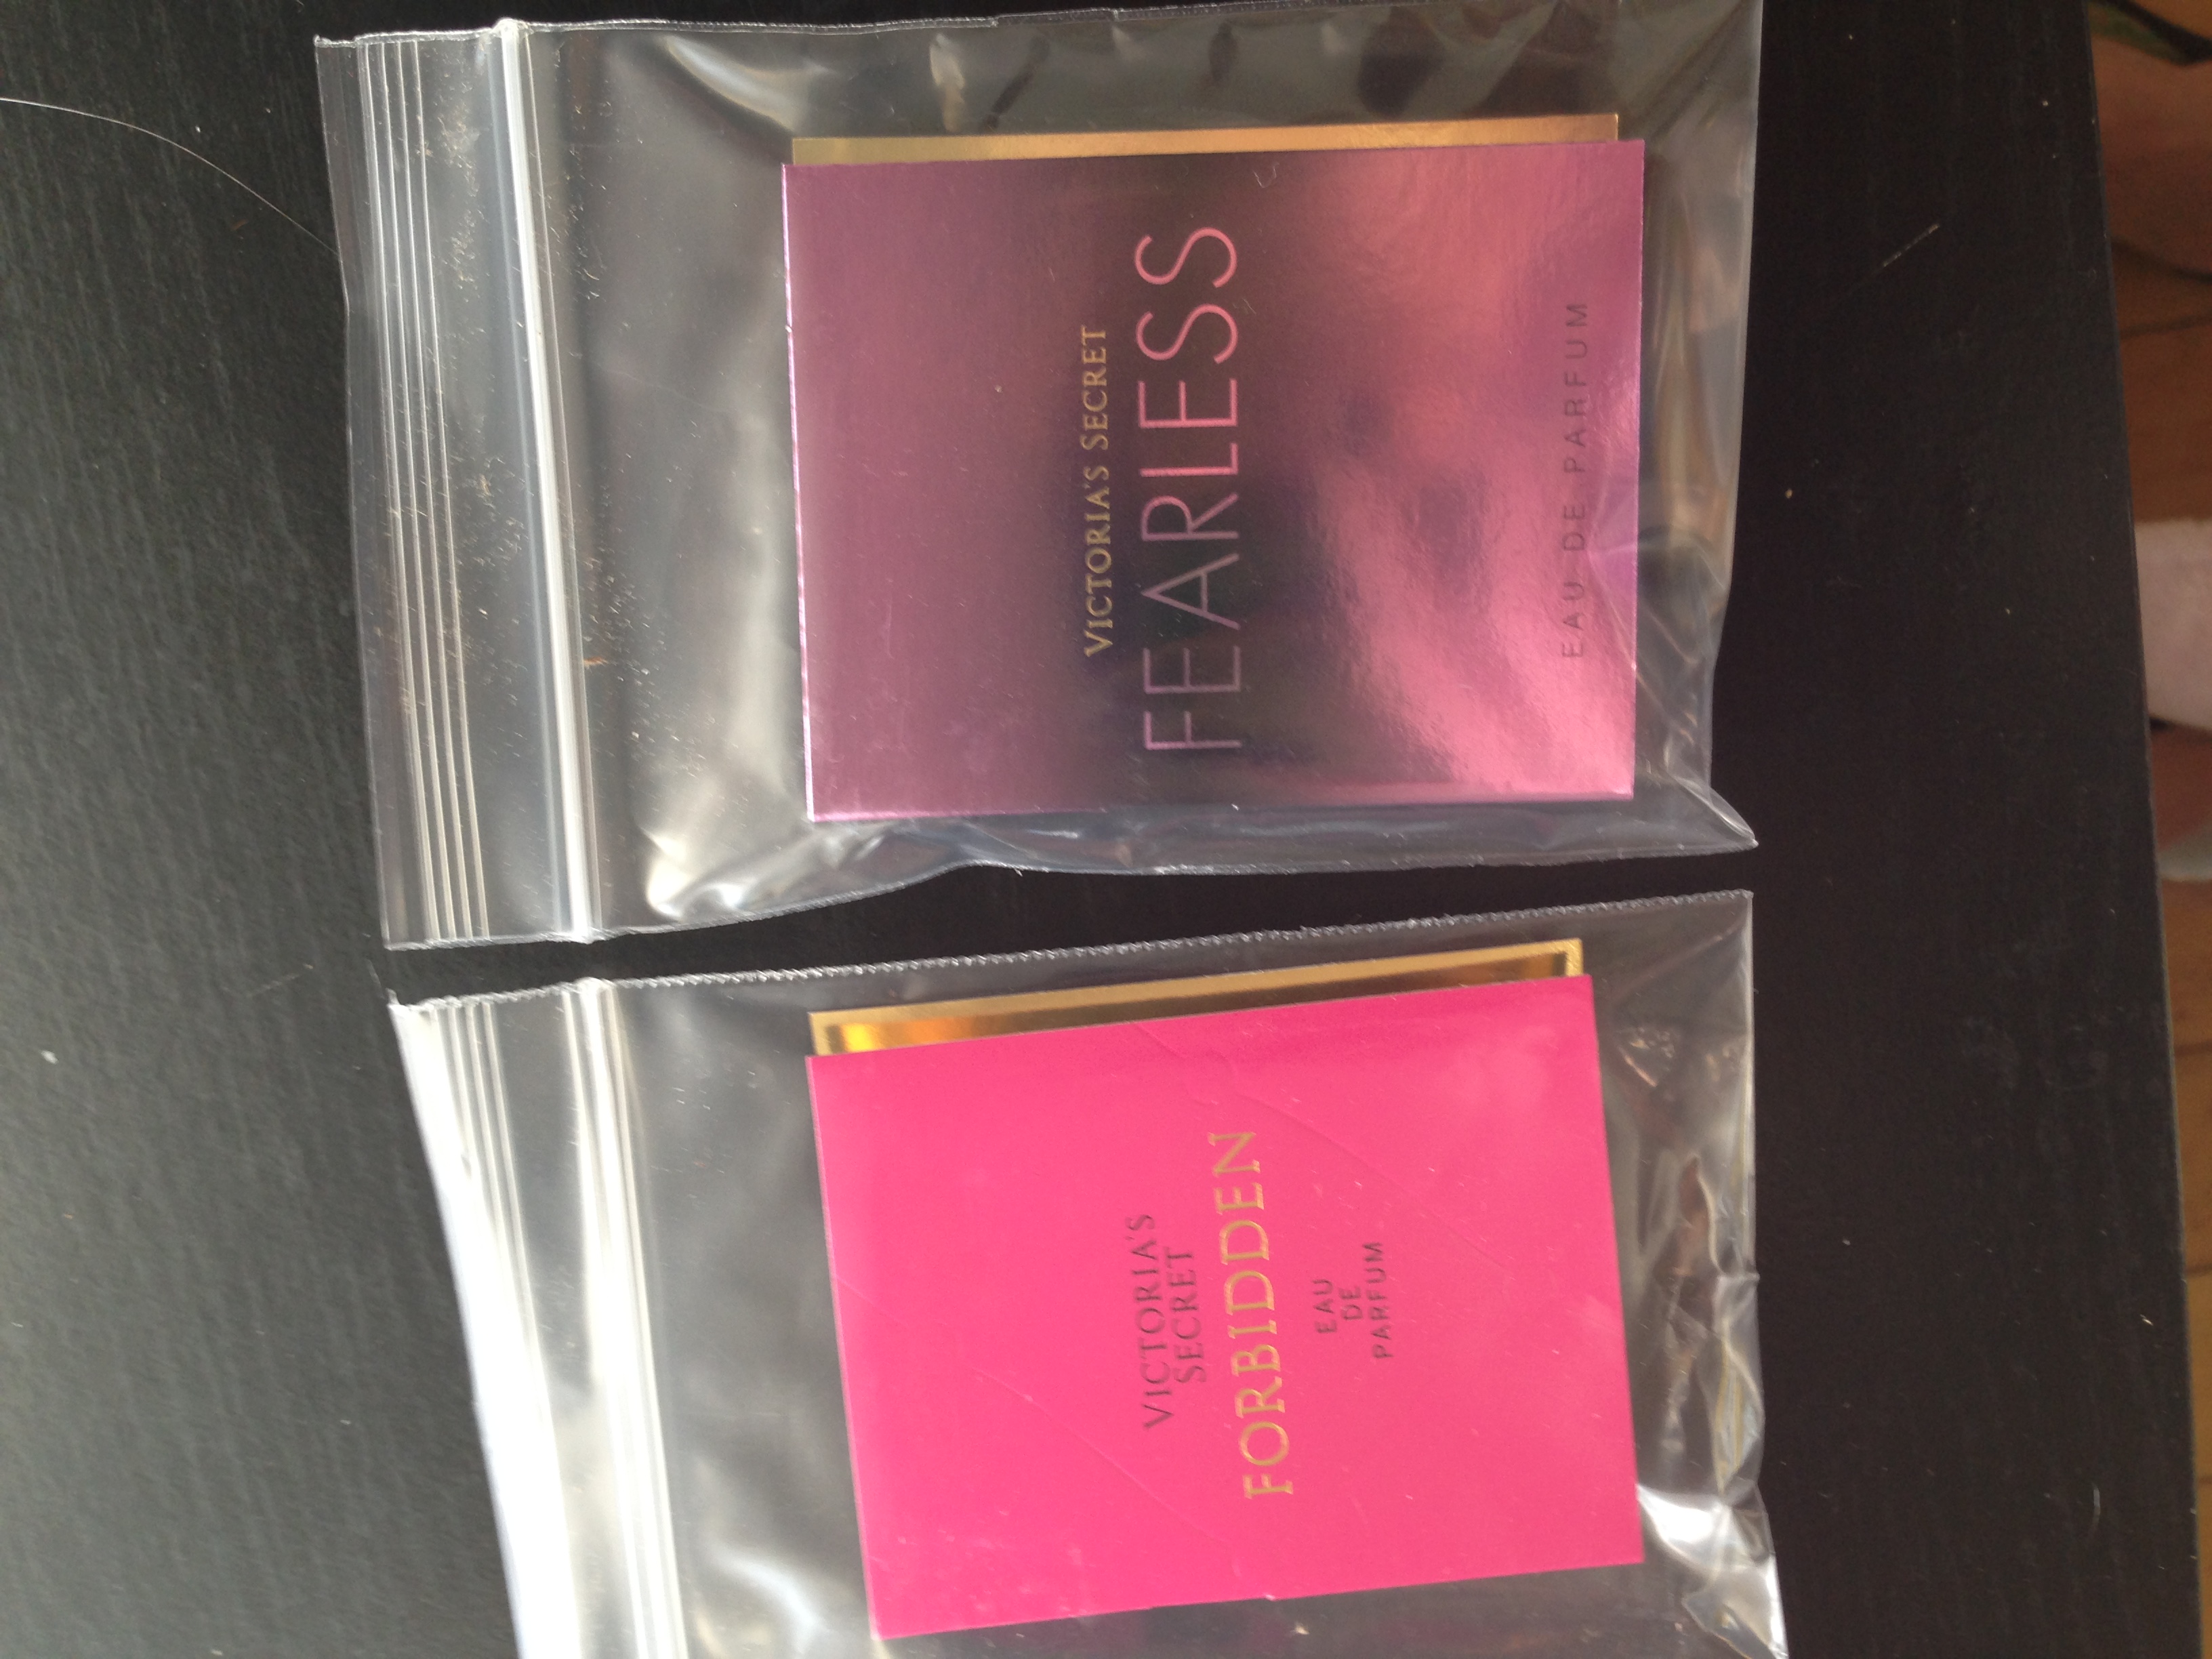 VICTORIA'S SECRET
FEARLESS
EAU DE PARFUM
VICTORIA'S
SECRET
FORBIDDEN
EAU
DE
PARFUM